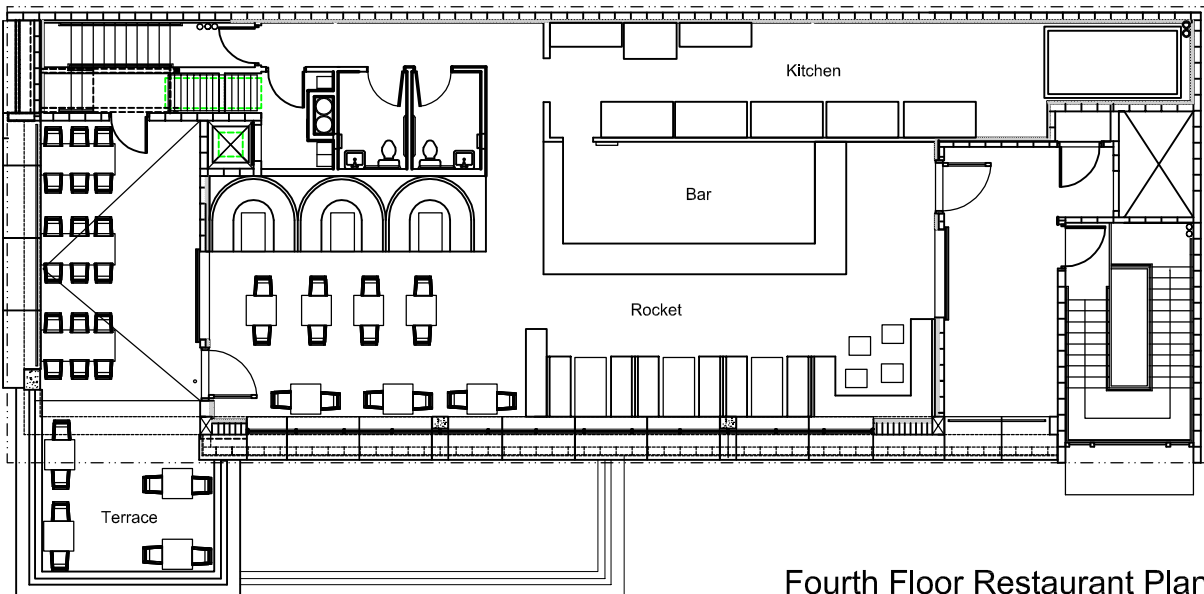 Kitchen
Bar
Rocket
Terrace
Fourth Floor Restaurant Plan